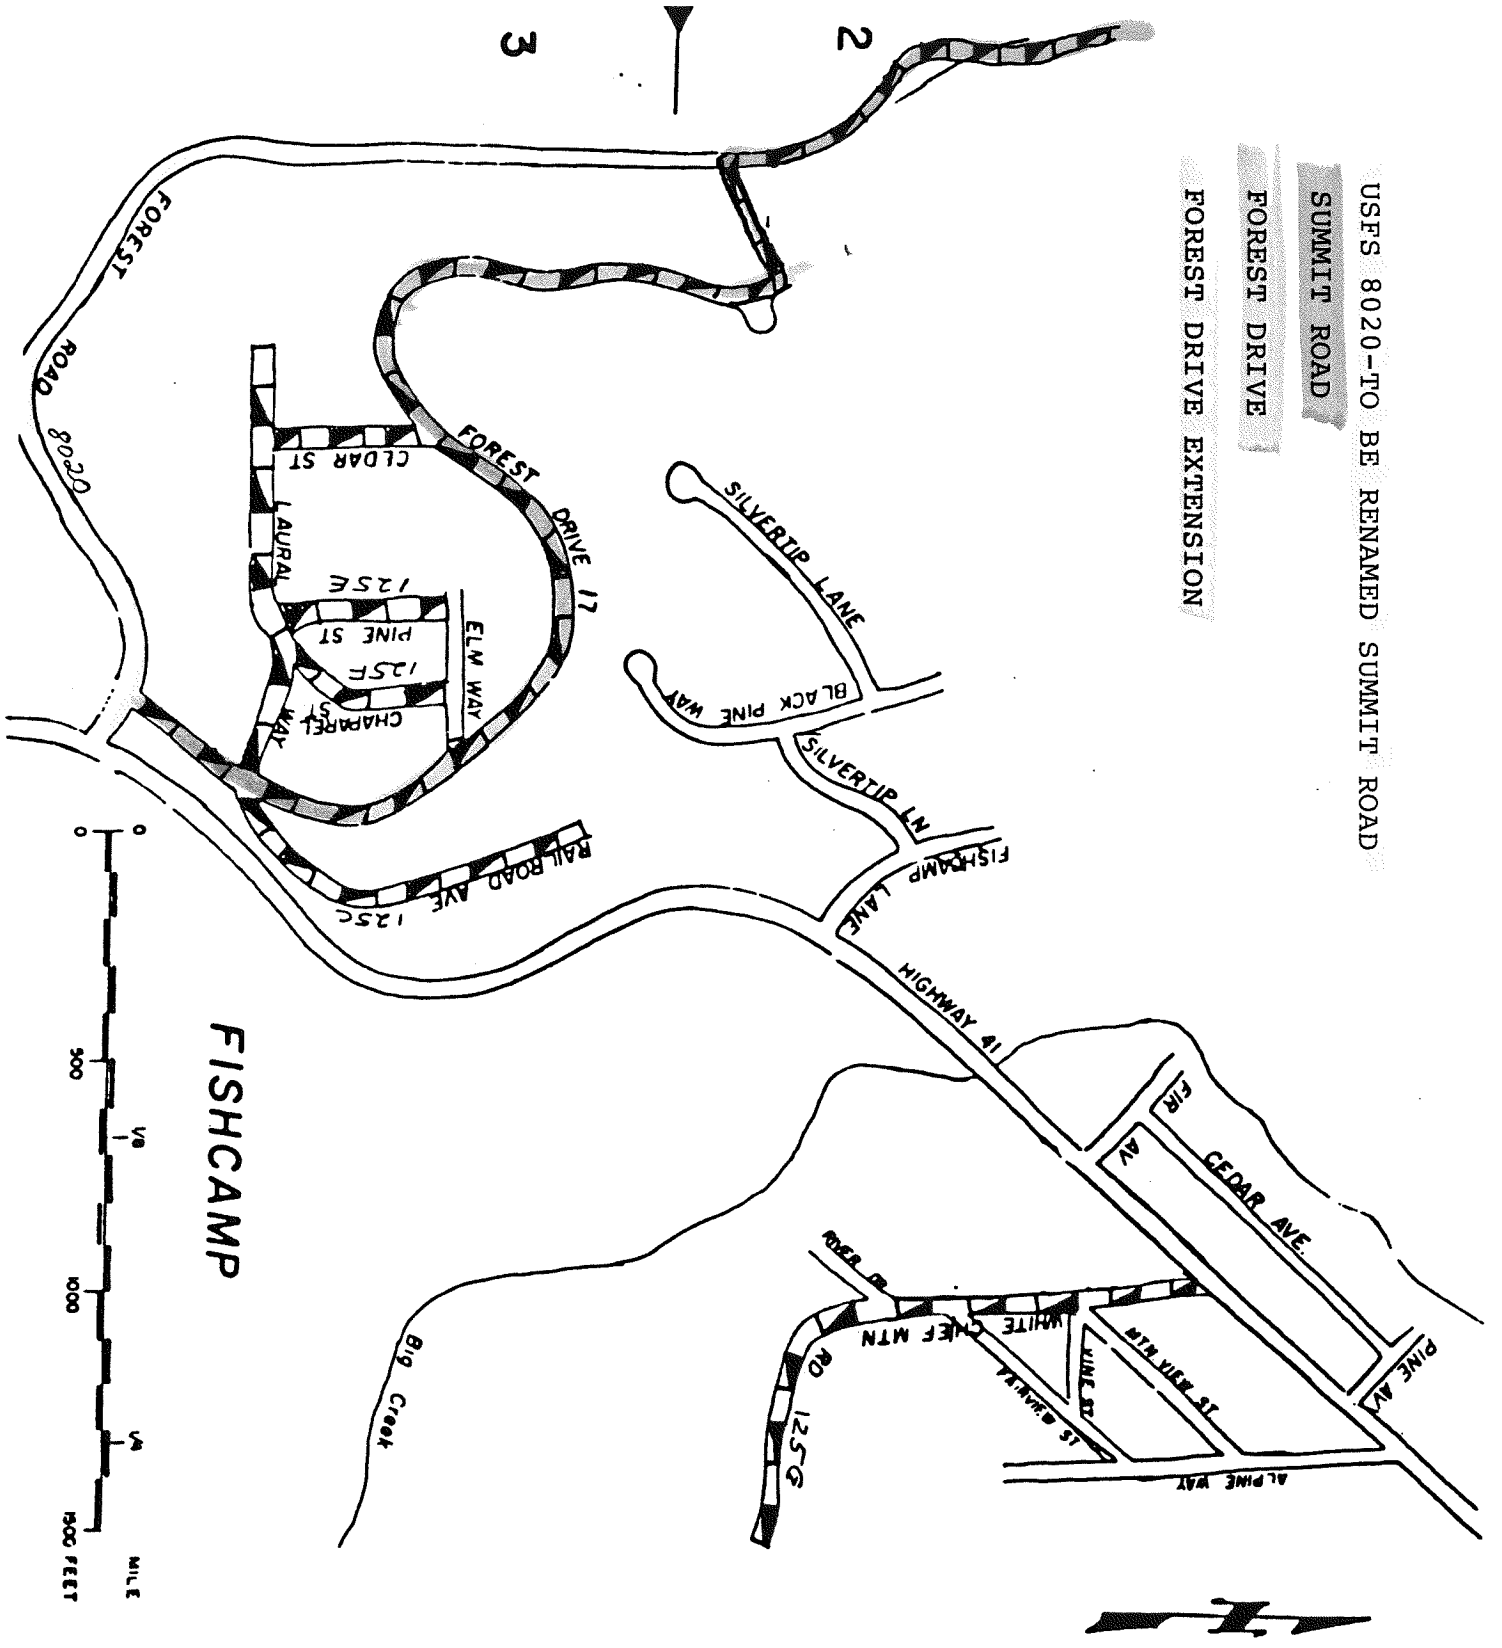 USFS 8020-TO BE RENAMED SUMMIT ROAD
SUMMIT ROAD
FOREST DRIVE
FOREST DRIVE EXTENSION
2
3
FOREST ROAD 8020
FOREST DRIVE 17
CEDAR ST
LAURAL WAY
125E
PINE ST
125F
CHAPAREL ST
ELM WAY
RAILROAD AVE
125C
SILVERTIP LANE
BLACK PINE WAY
SILVERTIP LN
FISHCAMP LANE
HIGHWAY 41
FIR AV
CEDAR AVE.
PINE AV
RIVER DR
WHITE CHIEF MTN RD 125G
MTN VIEW ST
VINE ST
FAIRVIEW ST
ALPINE WAY
Big Creek
FISHCAMP
0 1/8 1/4 MILE
0 500 1000 1500 FEET